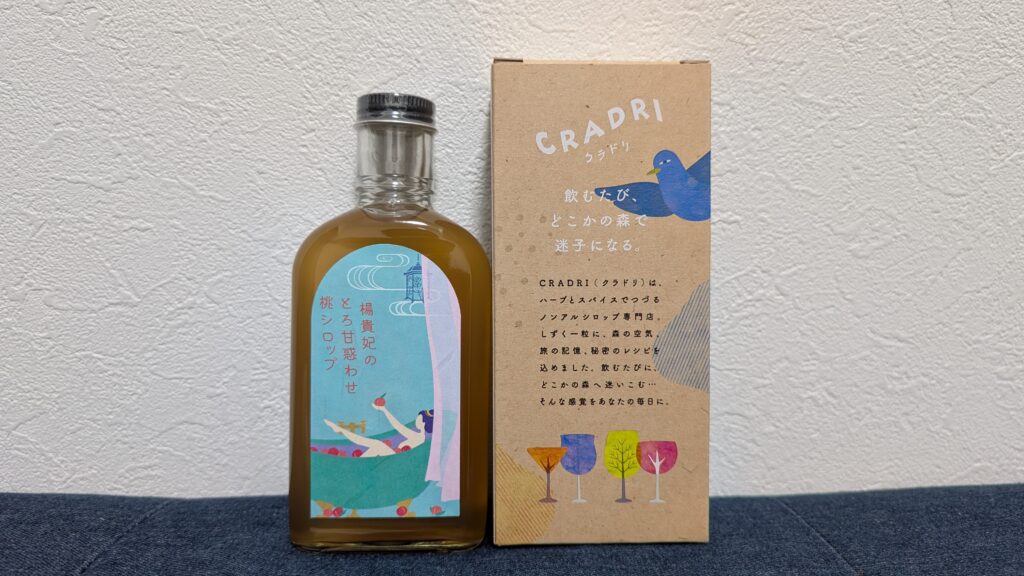 楊貴妃の
とろ甘惑わせ
桃シロップ
CRADRI
クラドリ
飲むたび、
どこかの森で
迷子になる。
CRADRI(クラドリ)は、
ハーブとスパイスでつづる
ノンアルシロップ専門店。
しずく一粒に、森の空気
旅の記憶、秘密のレシピを
込めました。飲むたびに、
どこかの森へ迷いこむ…
そんな感覚をあなたの毎日に。